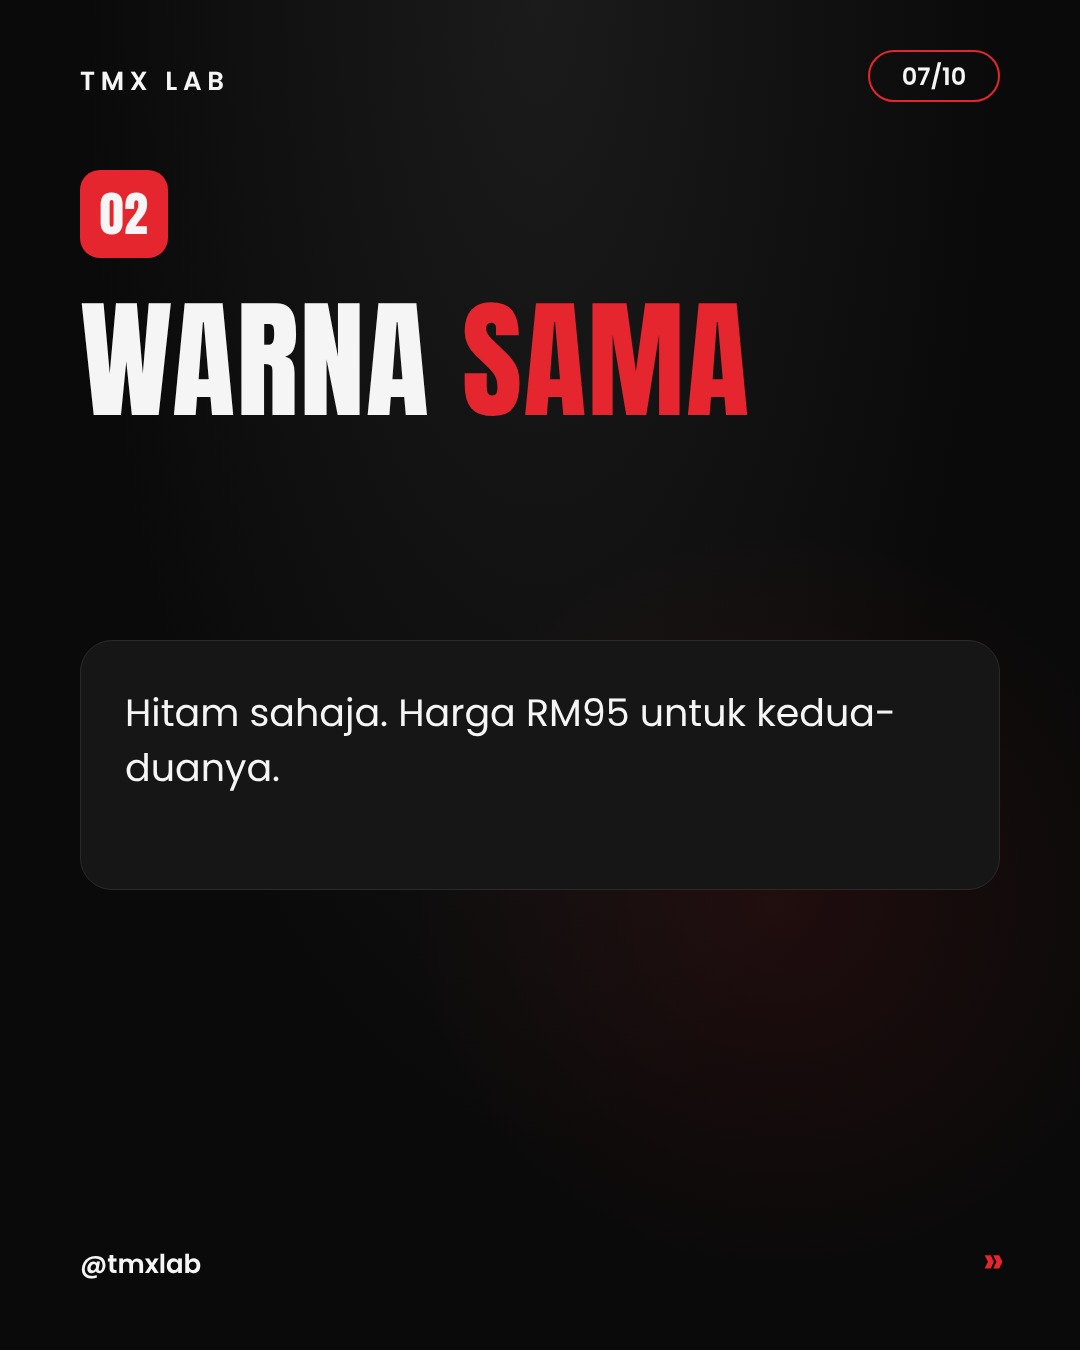 TMX LAB
07/10
02
WARNA SAMA
Hitam sahaja. Harga RM95 untuk kedua-
duanya.
@tmxlab
»